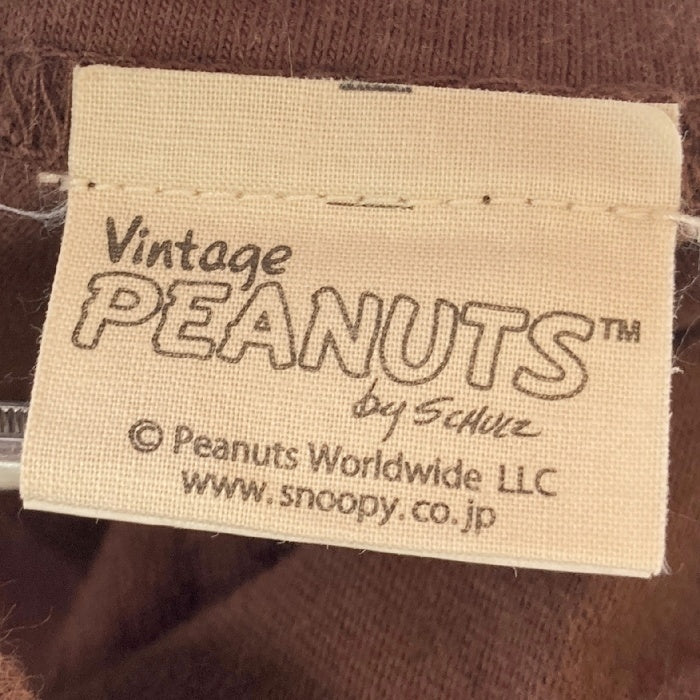 Vintage
PEANUTS™
by SCHULZ
© Peanuts Worldwide LLC
www.snoopy.co.jp